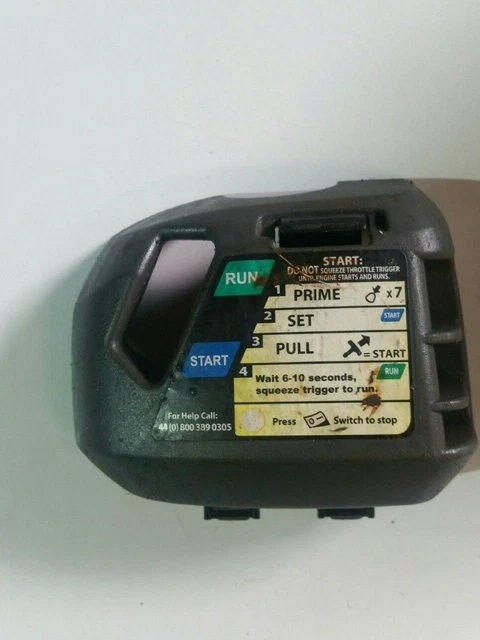 START:
DO NOT SQUEEZE THROTTLE TRIGGER
UNTIL ENGINE STARTS AND RUNS.
RUN
1 PRIME x 7
2 SET START
3 PULL = START
START
4 Wait 6-10 seconds, RUN
squeeze trigger to run.
For Help Call:
44 (0) 800 389 0305
Press Switch to stop